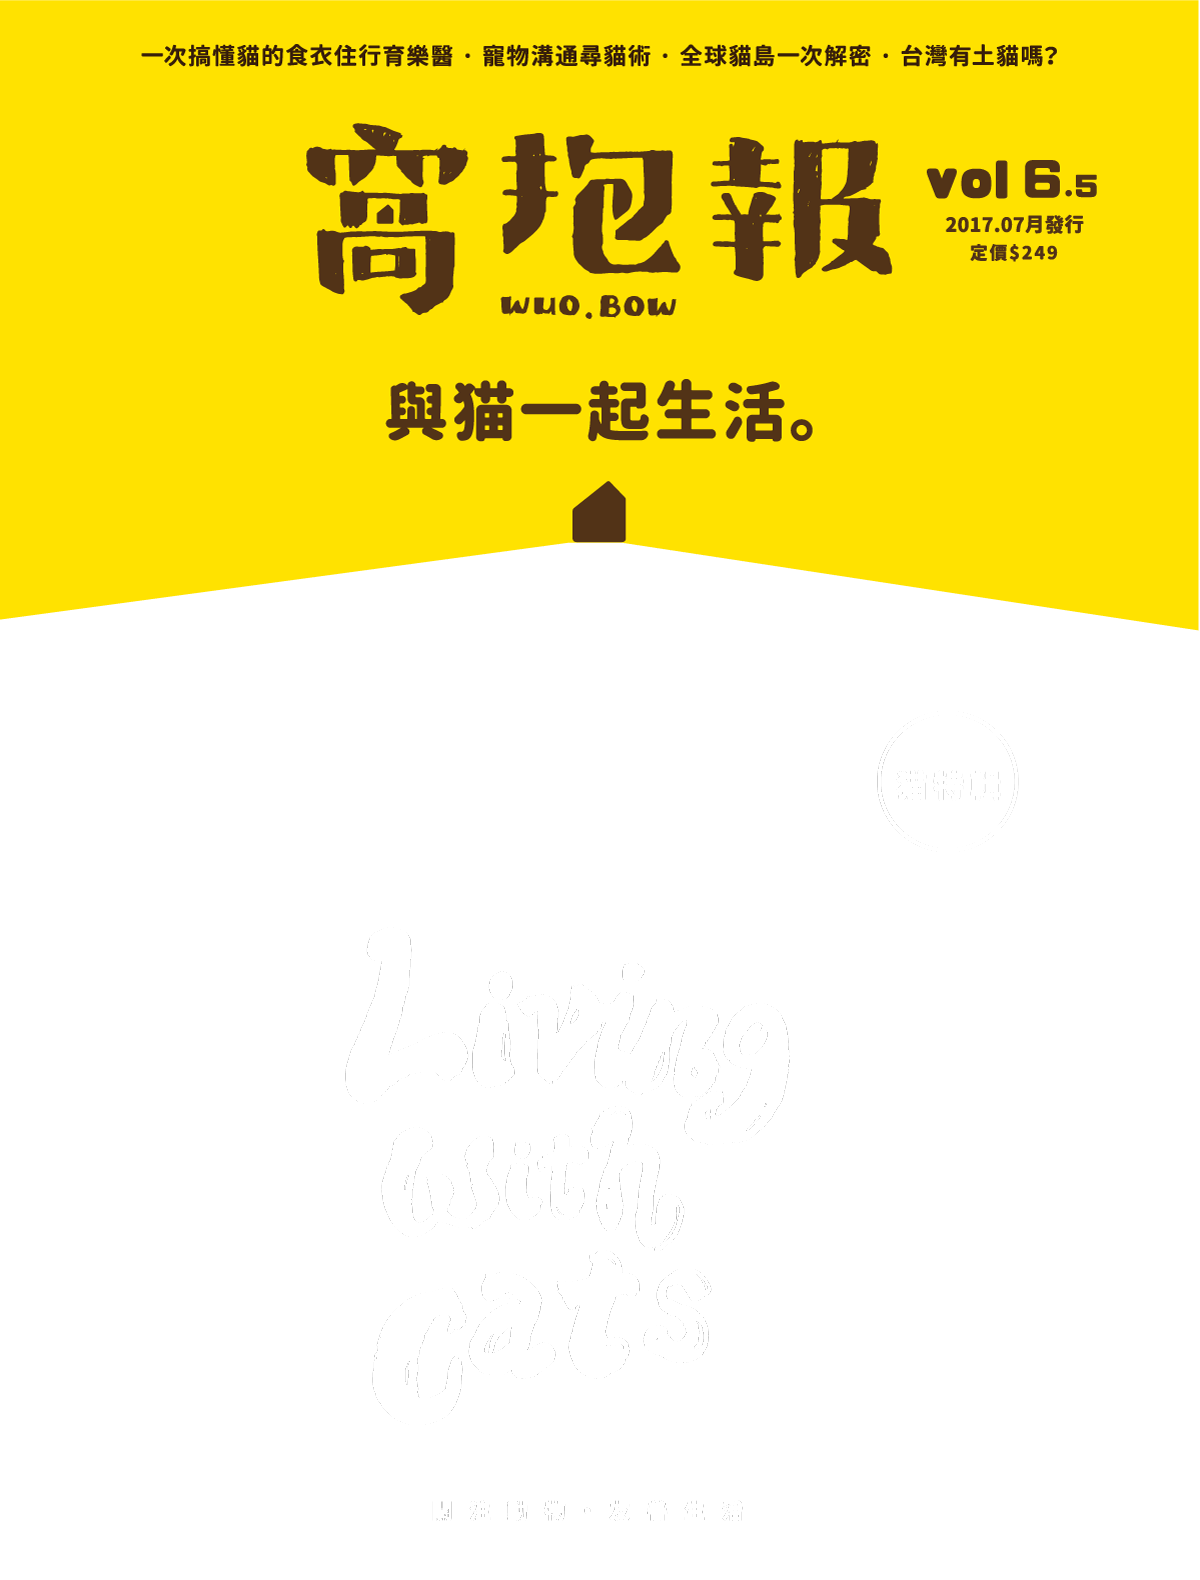 一次搞懂貓的食衣住行育樂醫・寵物溝通尋貓術・全球貓島一次解密・台灣有土貓嗎？
窩抱報
vol 6.5
2017.07月發行
定價$249
WUO.BOW
與猫一起生活。
Living
with
cats